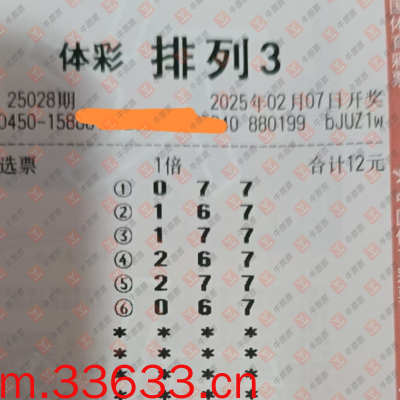 体彩 排列3
25028期 2025年02月07日开奖
0450-158 40 880199 bJUZ1w
选票 1倍 合计12元
① 0 7 7
② 1 6 7
③ 1 7 7
④ 2 6 7
⑤ 2 7 7
⑥ 0 6 7
* * * *
* * * *
* * * *
* * * *
m.33633.cn